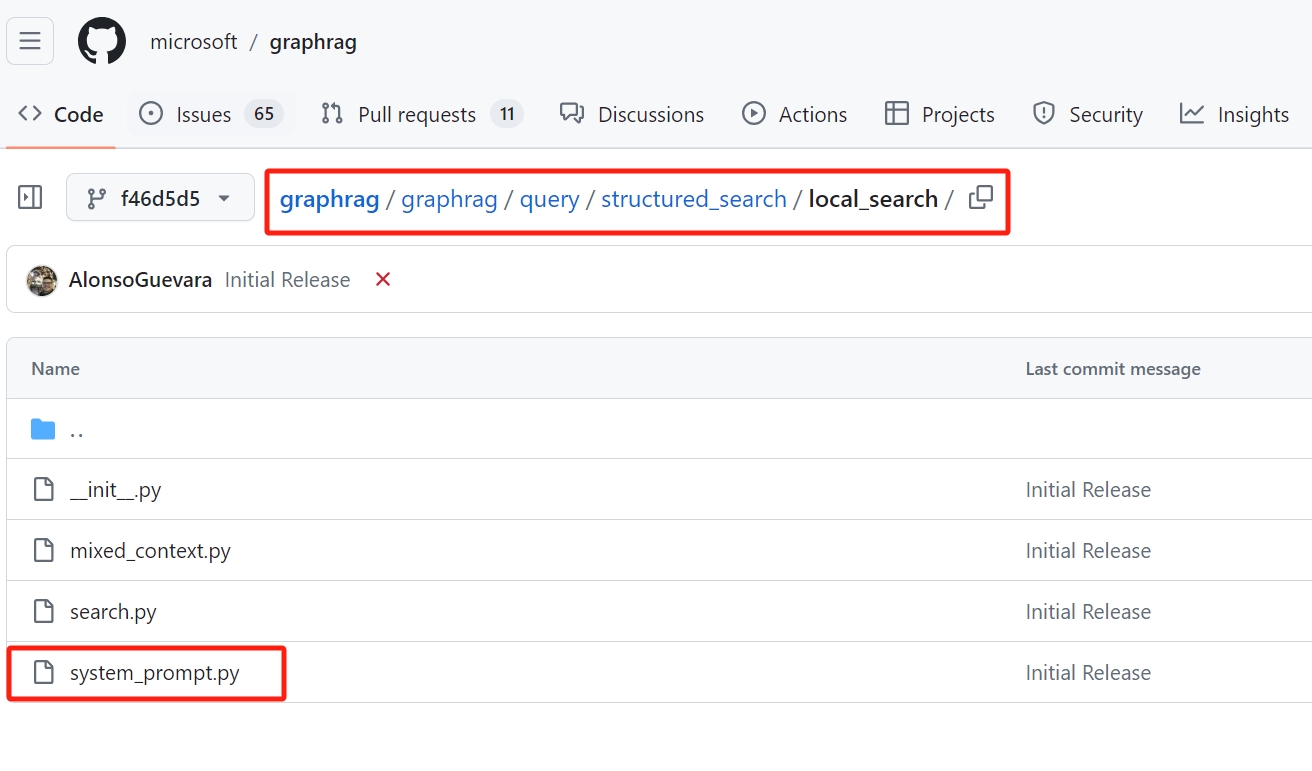 microsoft / graphrag
Code Issues 65 Pull requests 11 Discussions Actions Projects Security Insights
f46d5d5 graphrag / graphrag / query / structured_search / local_search /
AlonsoGuevara Initial Release
Name Last commit message
..
__init__.py Initial Release
mixed_context.py Initial Release
search.py Initial Release
system_prompt.py Initial Release